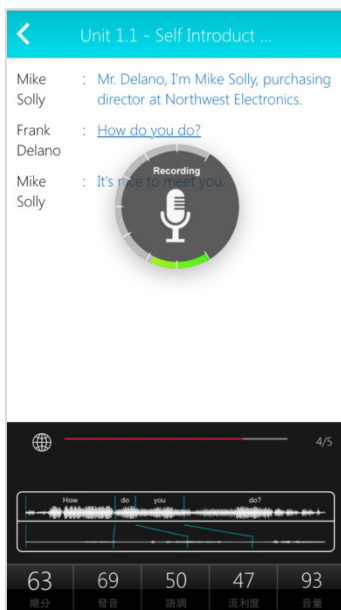 Unit 1.1 - Self Introduct ...
Mike Solly : Mr. Delano, I'm Mike Solly, purchasing
director at Northwest Electronics.
Frank Delano : How do you do?
Mike Solly : It's nice to meet you.
Recording
4/5
How do you do?
63 69 50 47 93
總分 發音 語調 流利度 音量